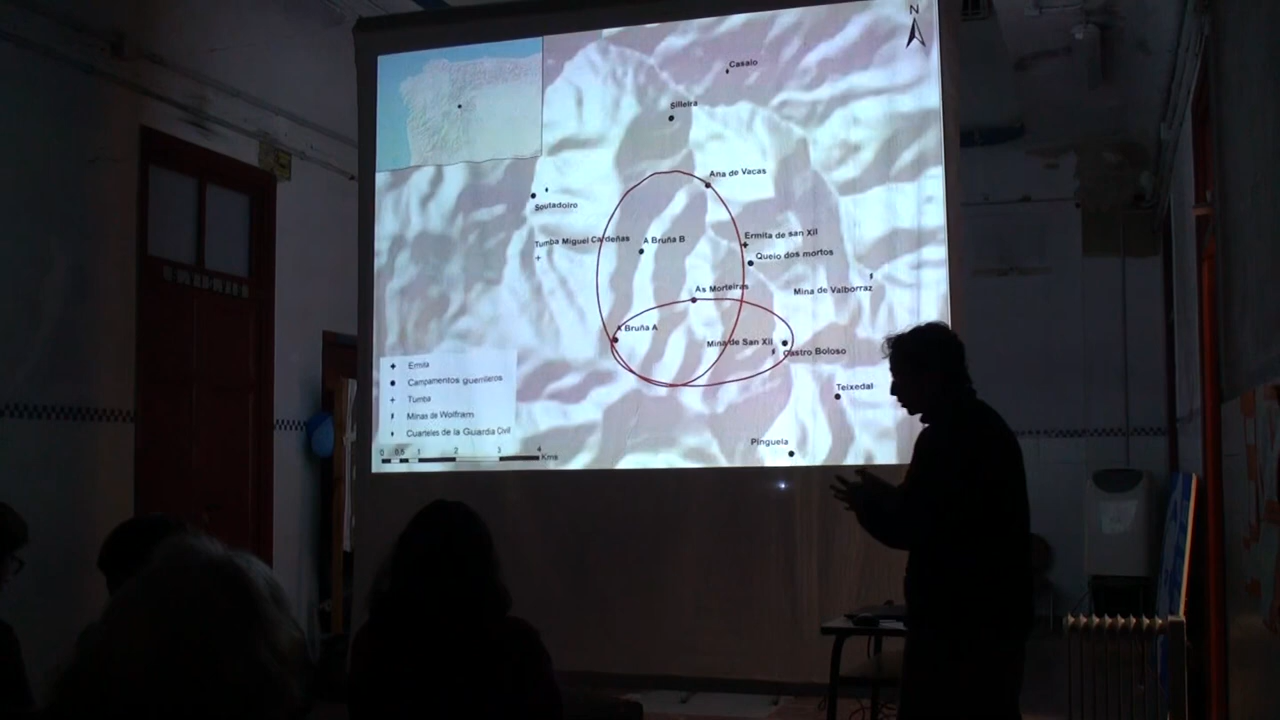 N
Casaio
Silleira
Ana de Vacas
Soutadoiro
Tumba Miguel Cardeñas
A Bruña B
Ermita de san Xil
Queio dos mortos
As Morteiras
Mina de Valborraz
A Bruña A
Mina de San Xil
Castro Boloso
Teixedal
Pinguela
Ermita
Campamentos guerrilleros
Tumba
Minas de Wolfram
Cuarteles de la Guardia Civil
0 0,5 1 2 3 4
Kms